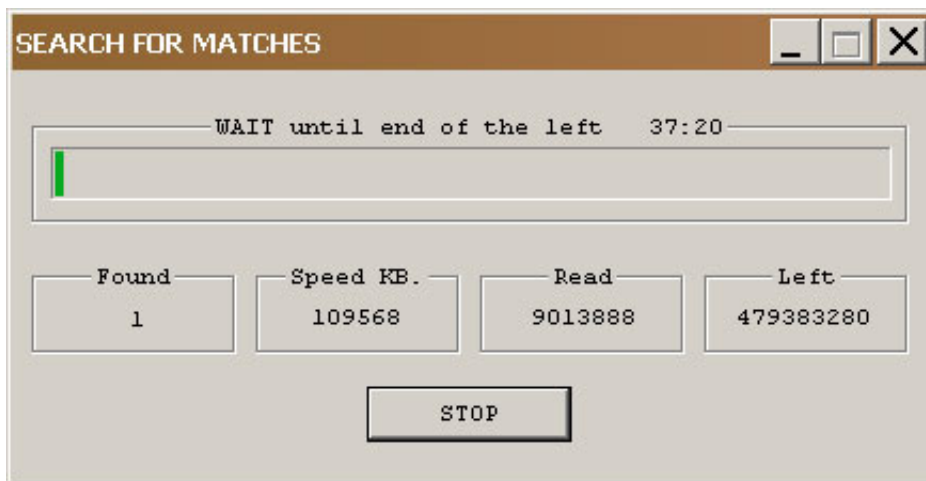 SEARCH FOR MATCHES
WAIT until end of the left 37:20
Found Speed KB. Read Left
1 109568 9013888 479383280
STOP